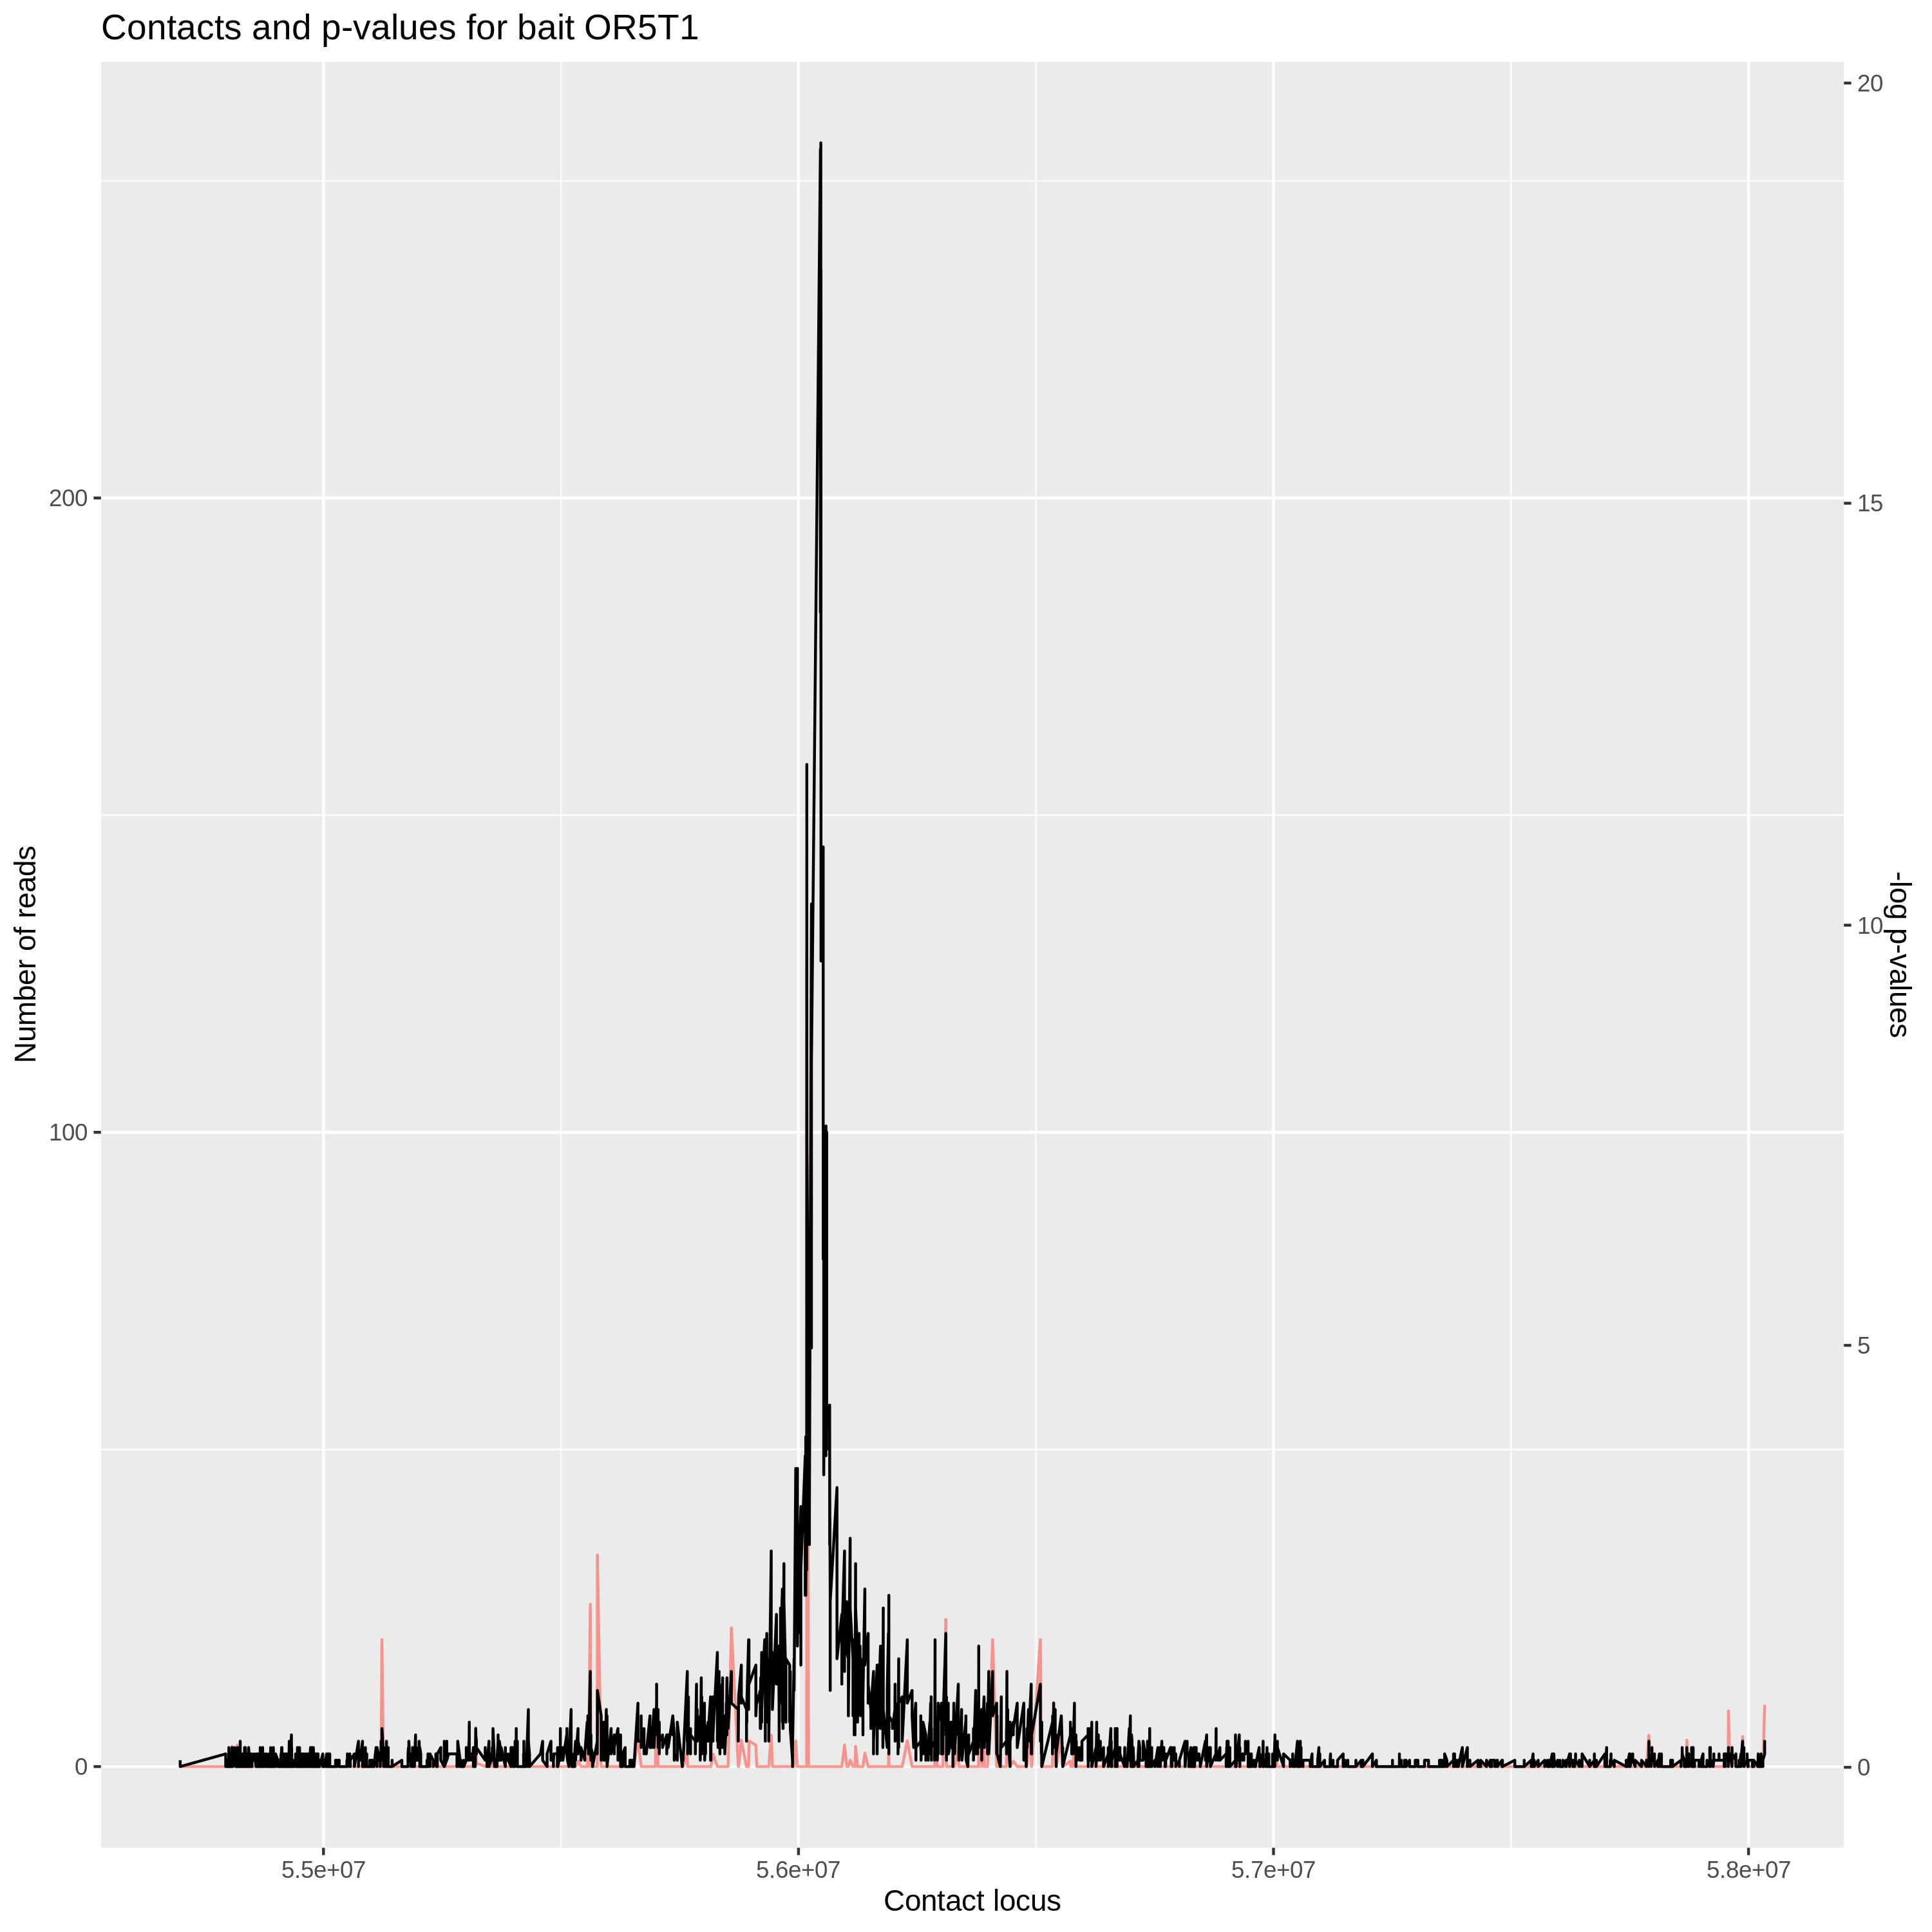 Contacts and p-values for bait OR5T1
20
200
15
Number of reads
10
-log p-values
100
5
0
0
5.5e+07
5.6e+07
5.7e+07
5.8e+07
Contact locus